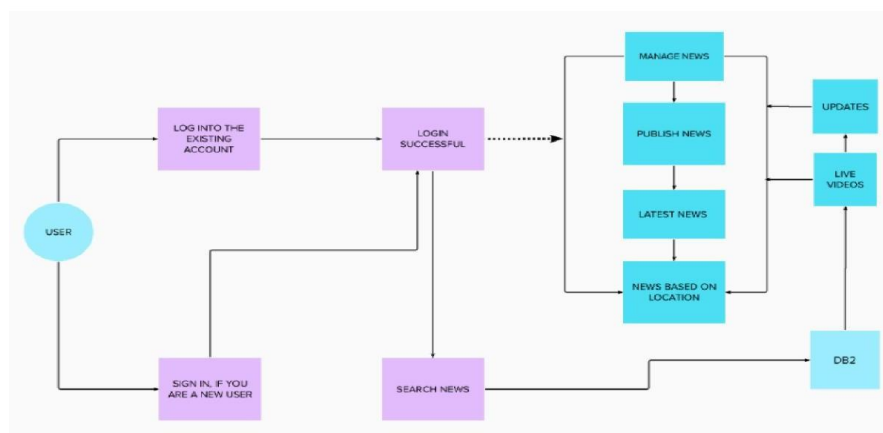 MANAGE NEWS
UPDATES
LOG INTO THE
EXISTING
ACCOUNT
LOGIN
SUCCESSFUL
PUBLISH NEWS
LIVE
VIDEOS
USER
LATEST NEWS
NEWS BASED ON
LOCATION
SIGN IN, IF YOU
ARE A NEW USER
SEARCH NEWS
DB2